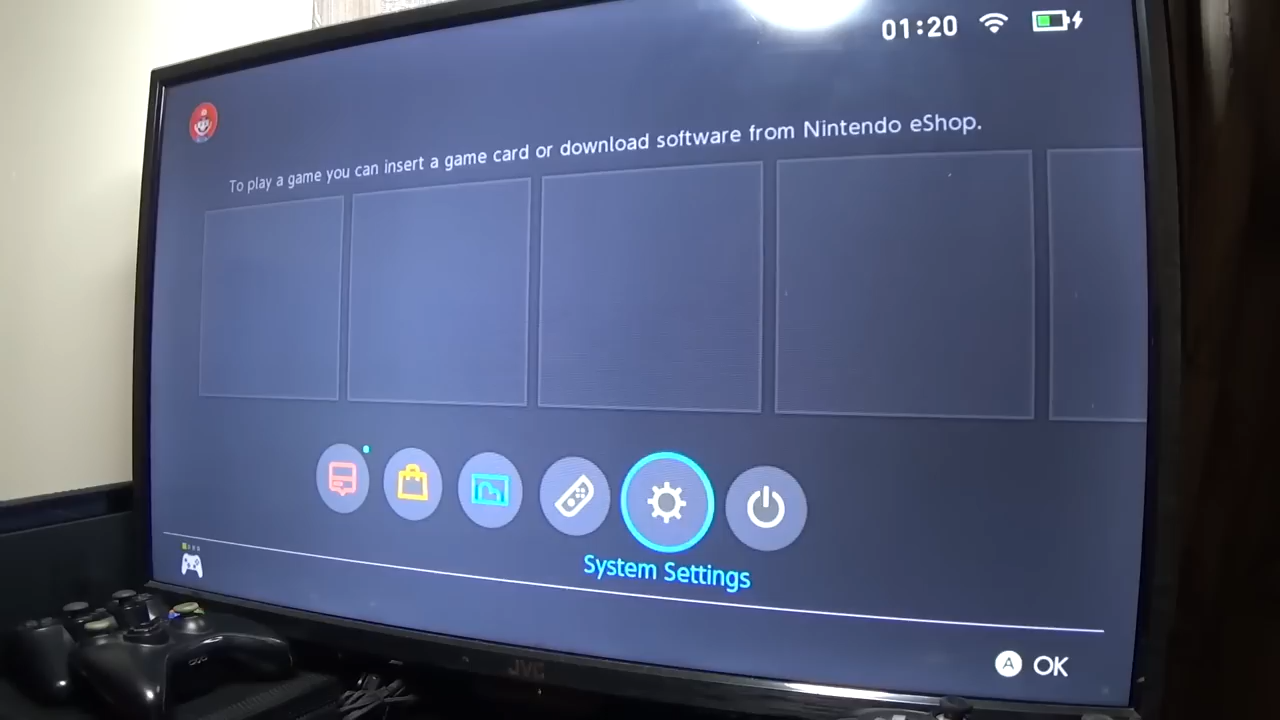 01:20
To play a game you can insert a game card or download software from Nintendo eShop.
System Settings
A OK
JVC